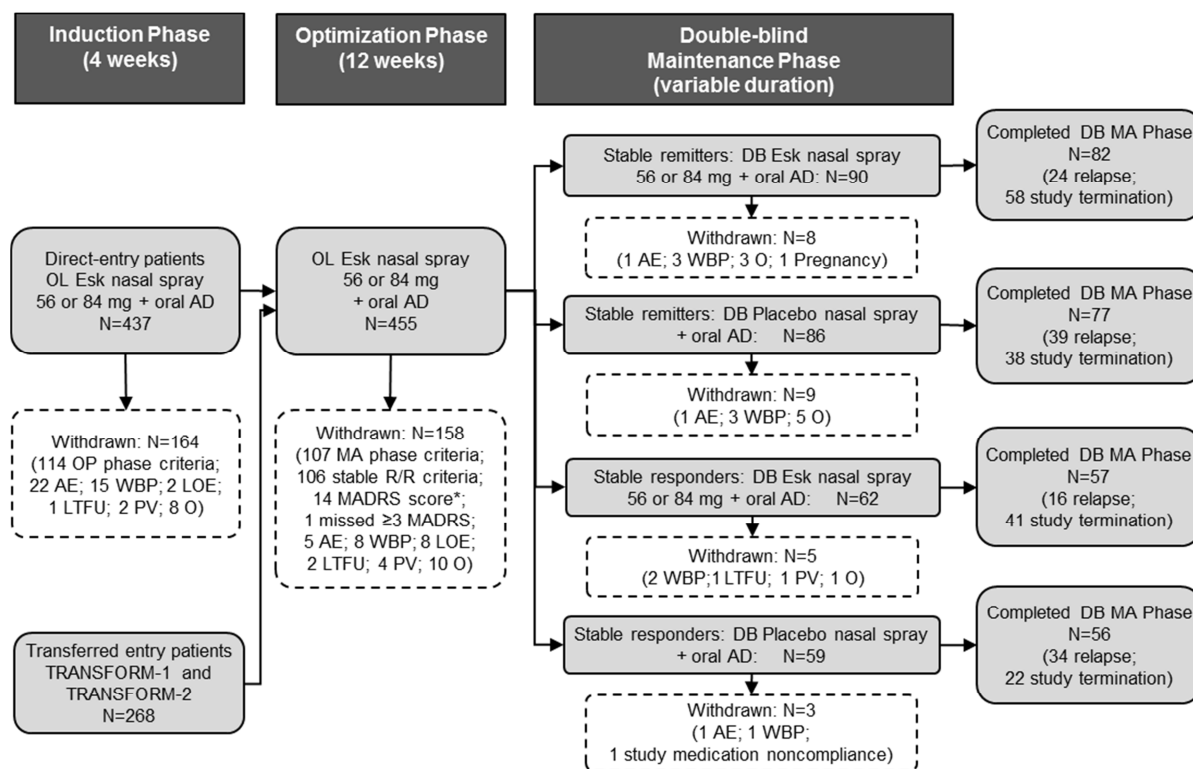 Induction Phase
(4 weeks)
Optimization Phase
(12 weeks)
Double-blind
Maintenance Phase
(variable duration)
Direct-entry patients
OL Esk nasal spray
56 or 84 mg + oral AD
N=437
Withdrawn: N=164
(114 OP phase criteria;
22 AE; 15 WBP; 2 LOE;
1 LTFU; 2 PV; 8 O)
Transferred entry patients
TRANSFORM-1 and
TRANSFORM-2
N=268
OL Esk nasal spray
56 or 84 mg
+ oral AD
N=455
Withdrawn: N=158
(107 MA phase criteria;
106 stable R/R criteria;
14 MADRS score*;
1 missed ≥3 MADRS;
5 AE; 8 WBP; 8 LOE;
2 LTFU; 4 PV; 10 O)
Stable remitters: DB Esk nasal spray
56 or 84 mg + oral AD: N=90
Withdrawn: N=8
(1 AE; 3 WBP; 3 O; 1 Pregnancy)
Completed DB MA Phase
N=82
(24 relapse;
58 study termination)
Stable remitters: DB Placebo nasal spray
+ oral AD: N=86
Withdrawn: N=9
(1 AE; 3 WBP; 5 O)
Completed DB MA Phase
N=77
(39 relapse;
38 study termination)
Stable responders: DB Esk nasal spray
56 or 84 mg + oral AD: N=62
Withdrawn: N=5
(2 WBP;1 LTFU; 1 PV; 1 O)
Completed DB MA Phase
N=57
(16 relapse;
41 study termination)
Stable responders: DB Placebo nasal spray
+ oral AD: N=59
Withdrawn: N=3
(1 AE; 1 WBP;
1 study medication noncompliance)
Completed DB MA Phase
N=56
(34 relapse;
22 study termination)